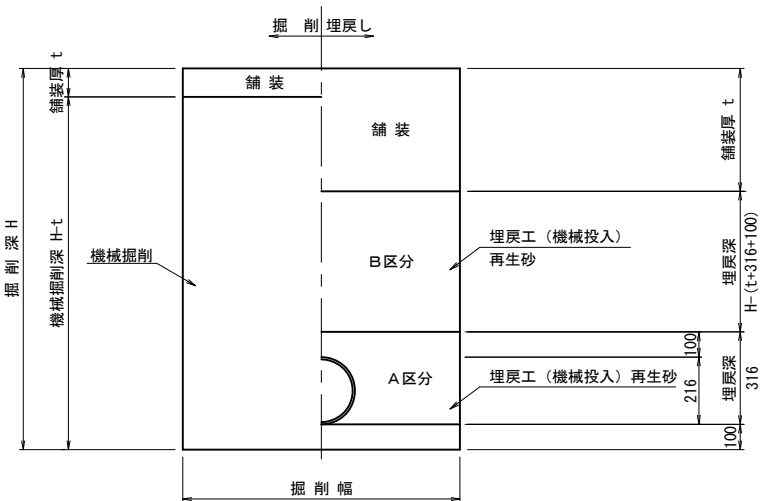 掘 削 埋戻し
舗装厚 t
舗 装
舗 装
舗装厚 t
掘 削 深 H
機械掘削深 H-t
機械掘削
B区分
埋戻工（機械投入）
再生砂
埋戻深
H-(t+316+100)
A区分
埋戻工（機械投入）再生砂
100
216
埋戻深
316
100
掘 削 幅